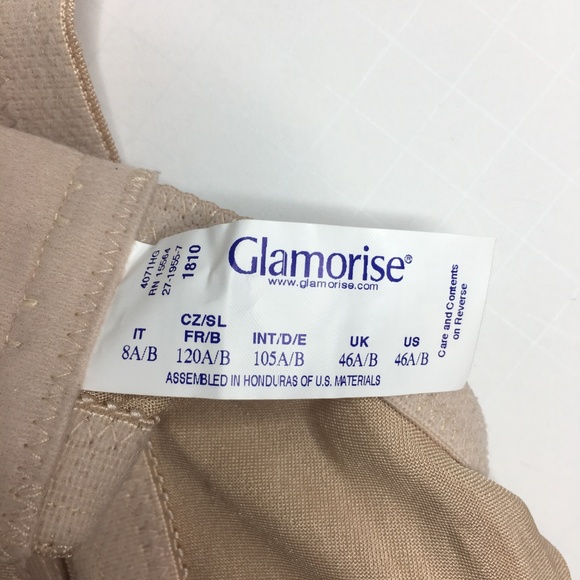 4071HG
RN 15564
27-1955-7
1810
Glamorise®
www.glamorise.com
IT
8A/B
CZ/SL
FR/B
120A/B
INT/D/E
105A/B
UK
46A/B
US
46A/B
ASSEMBLED IN HONDURAS OF U.S. MATERIALS
Care and Contents
on Reverse